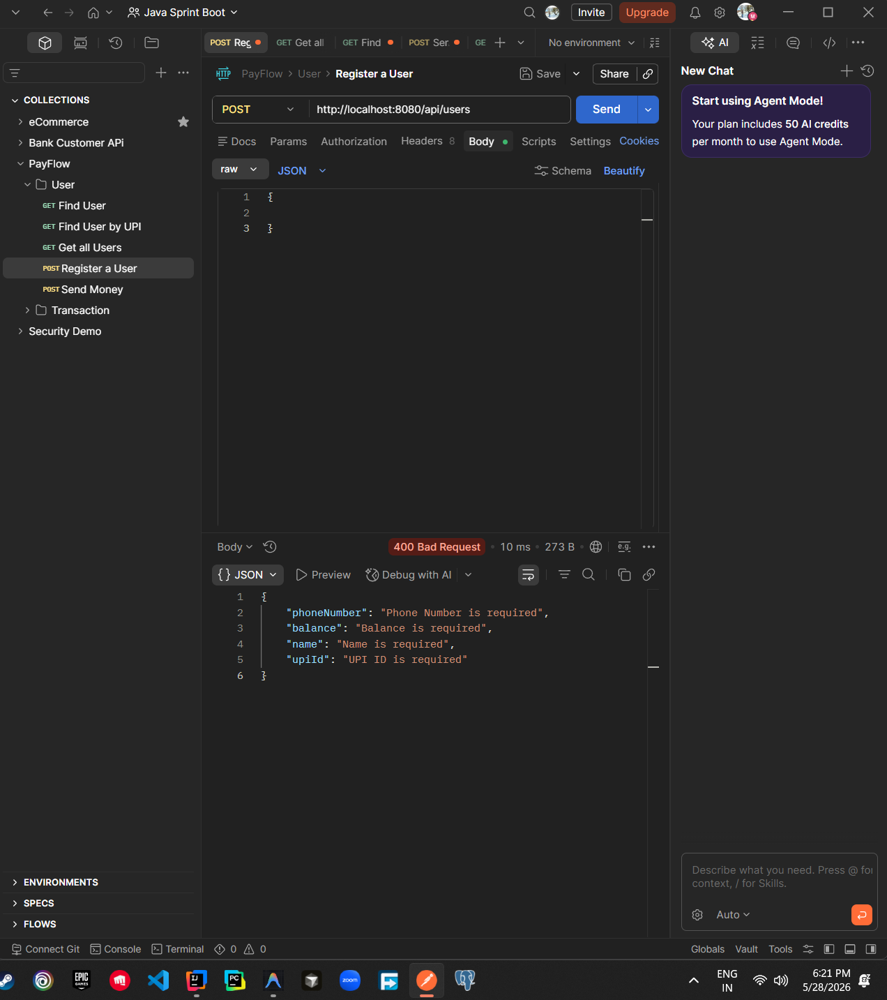 Java Sprint Boot
Invite
Upgrade
POST Reg
GET Get all
GET Find
POST Ser
GE
No environment
AI
HTTP
PayFlow > User > Register a User
Save
Share
New Chat
COLLECTIONS
eCommerce
Bank Customer APi
PayFlow
User
GET Find User
GET Find User by UPI
GET Get all Users
POST Register a User
POST Send Money
Transaction
Security Demo
POST
http://localhost:8080/api/users
Send
Docs
Params
Authorization
Headers 8
Body
Scripts
Settings
Cookies
raw
JSON
Schema
Beautify
1 {
2
3 }
Start using Agent Mode!
Your plan includes 50 AI credits
per month to use Agent Mode.
Body
400 Bad Request
10 ms
273 B
e.g.
{} JSON
Preview
Debug with AI
1 {
2 "phoneNumber": "Phone Number is required",
3 "balance": "Balance is required",
4 "name": "Name is required",
5 "upiId": "UPI ID is required"
6 }
ENVIRONMENTS
SPECS
FLOWS
Describe what you need. Press @ for
context, / for Skills.
Auto
Connect Git
Console
Terminal
0
0
Globals
Vault
Tools
EPIC
GAMES
IJ
PC
zoom
ENG
IN
6:21 PM
5/28/2026